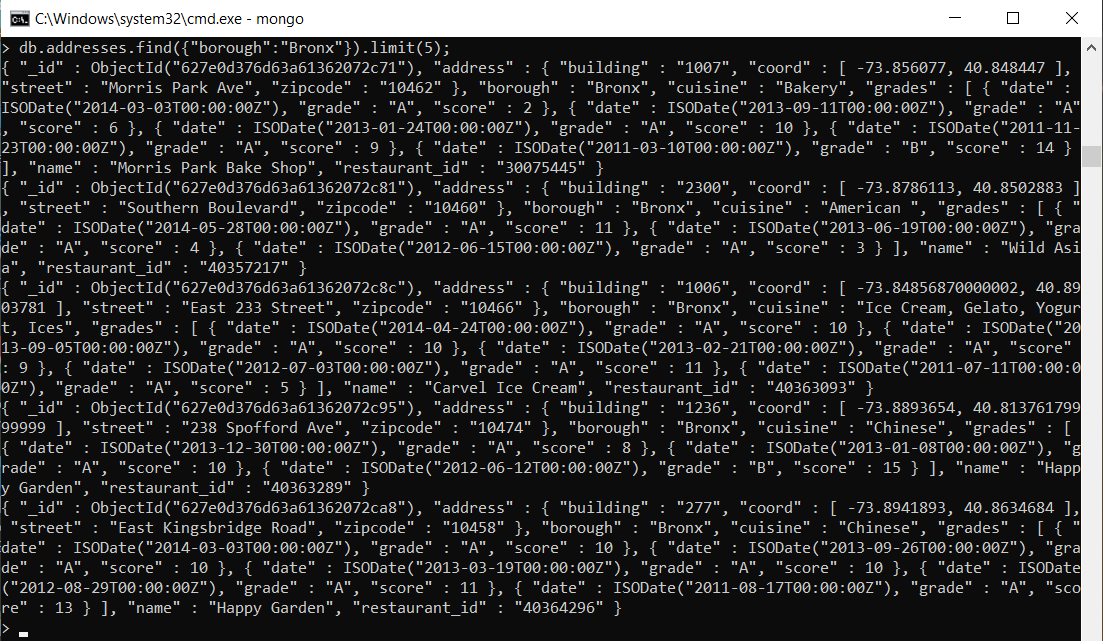 C:\Windows\system32\cmd.exe - mongo
> db.addresses.find({"borough":"Bronx"}).limit(5);
{ "_id" : ObjectId("627e0d376d63a61362072c71"), "address" : { "building" : "1007", "coord" : [ -73.856077, 40.848447 ],
"street" : "Morris Park Ave", "zipcode" : "10462" }, "borough" : "Bronx", "cuisine" : "Bakery", "grades" : [ { "date" :
ISODate("2014-03-03T00:00:00Z"), "grade" : "A", "score" : 2 }, { "date" : ISODate("2013-09-11T00:00:00Z"), "grade" : "A"
, "score" : 6 }, { "date" : ISODate("2013-01-24T00:00:00Z"), "grade" : "A", "score" : 10 }, { "date" : ISODate("2011-11-
23T00:00:00Z"), "grade" : "A", "score" : 9 }, { "date" : ISODate("2011-03-10T00:00:00Z"), "grade" : "B", "score" : 14 }
], "name" : "Morris Park Bake Shop", "restaurant_id" : "30075445" }
{ "_id" : ObjectId("627e0d376d63a61362072c81"), "address" : { "building" : "2300", "coord" : [ -73.8786113, 40.8502883 ]
, "street" : "Southern Boulevard", "zipcode" : "10460" }, "borough" : "Bronx", "cuisine" : "American ", "grades" : [ { "
date" : ISODate("2014-05-28T00:00:00Z"), "grade" : "A", "score" : 11 }, { "date" : ISODate("2013-06-19T00:00:00Z"), "gra
de" : "A", "score" : 4 }, { "date" : ISODate("2012-06-15T00:00:00Z"), "grade" : "A", "score" : 3 } ], "name" : "Wild Asi
a", "restaurant_id" : "40357217" }
{ "_id" : ObjectId("627e0d376d63a61362072c8c"), "address" : { "building" : "1006", "coord" : [ -73.84856870000002, 40.89
03781 ], "street" : "East 233 Street", "zipcode" : "10466" }, "borough" : "Bronx", "cuisine" : "Ice Cream, Gelato, Yogur
t, Ices", "grades" : [ { "date" : ISODate("2014-04-24T00:00:00Z"), "grade" : "A", "score" : 10 }, { "date" : ISODate("20
13-09-05T00:00:00Z"), "grade" : "A", "score" : 10 }, { "date" : ISODate("2013-02-21T00:00:00Z"), "grade" : "A", "score"
: 9 }, { "date" : ISODate("2012-07-03T00:00:00Z"), "grade" : "A", "score" : 11 }, { "date" : ISODate("2011-07-11T00:00:0
0Z"), "grade" : "A", "score" : 5 } ], "name" : "Carvel Ice Cream", "restaurant_id" : "40363093" }
{ "_id" : ObjectId("627e0d376d63a61362072c95"), "address" : { "building" : "1236", "coord" : [ -73.8893654, 40.813761799
99999 ], "street" : "238 Spofford Ave", "zipcode" : "10474" }, "borough" : "Bronx", "cuisine" : "Chinese", "grades" : [
{ "date" : ISODate("2013-12-30T00:00:00Z"), "grade" : "A", "score" : 8 }, { "date" : ISODate("2013-01-08T00:00:00Z"), "g
rade" : "A", "score" : 10 }, { "date" : ISODate("2012-06-12T00:00:00Z"), "grade" : "B", "score" : 15 } ], "name" : "Happ
y Garden", "restaurant_id" : "40363289" }
{ "_id" : ObjectId("627e0d376d63a61362072ca8"), "address" : { "building" : "277", "coord" : [ -73.8941893, 40.8634684 ],
"street" : "East Kingsbridge Road", "zipcode" : "10458" }, "borough" : "Bronx", "cuisine" : "Chinese", "grades" : [ { "
date" : ISODate("2014-03-03T00:00:00Z"), "grade" : "A", "score" : 10 }, { "date" : ISODate("2013-09-26T00:00:00Z"), "gra
de" : "A", "score" : 10 }, { "date" : ISODate("2013-03-19T00:00:00Z"), "grade" : "A", "score" : 10 }, { "date" : ISODate
("2012-08-29T00:00:00Z"), "grade" : "A", "score" : 11 }, { "date" : ISODate("2011-08-17T00:00:00Z"), "grade" : "A", "sco
re" : 13 } ], "name" : "Happy Garden", "restaurant_id" : "40364296" }
>